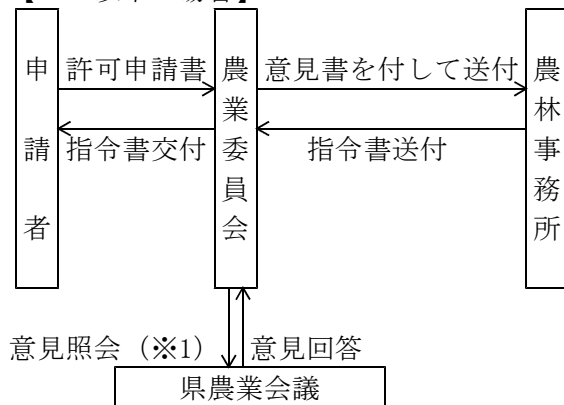 申請者
許可申請書
指令書交付
農業委員会
意見書を付して送付
指令書送付
農林事務所
意見照会（※1）
意見回答
県農業会議